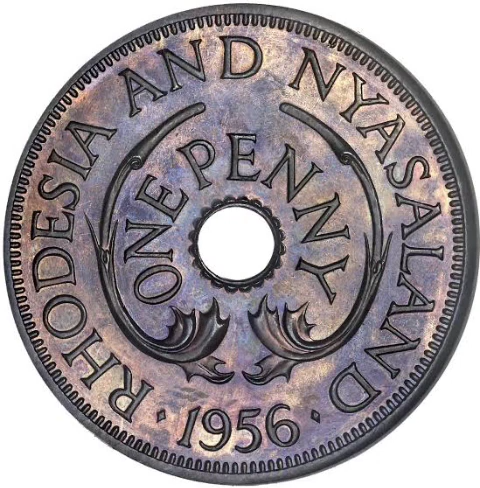 RHODESIA AND NYASALAND
ONE PENNY
· 1956 ·